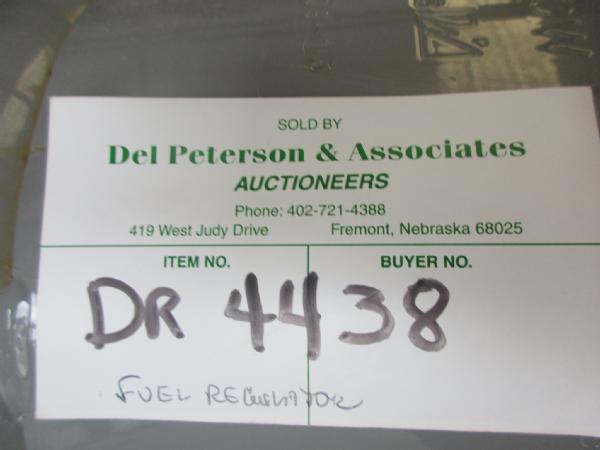 SOLD BY
Del Peterson & Associates
AUCTIONEERS
Phone: 402-721-4388
419 West Judy Drive Fremont, Nebraska 68025
ITEM NO. BUYER NO.
DR 4438
FUEL REGULATOR